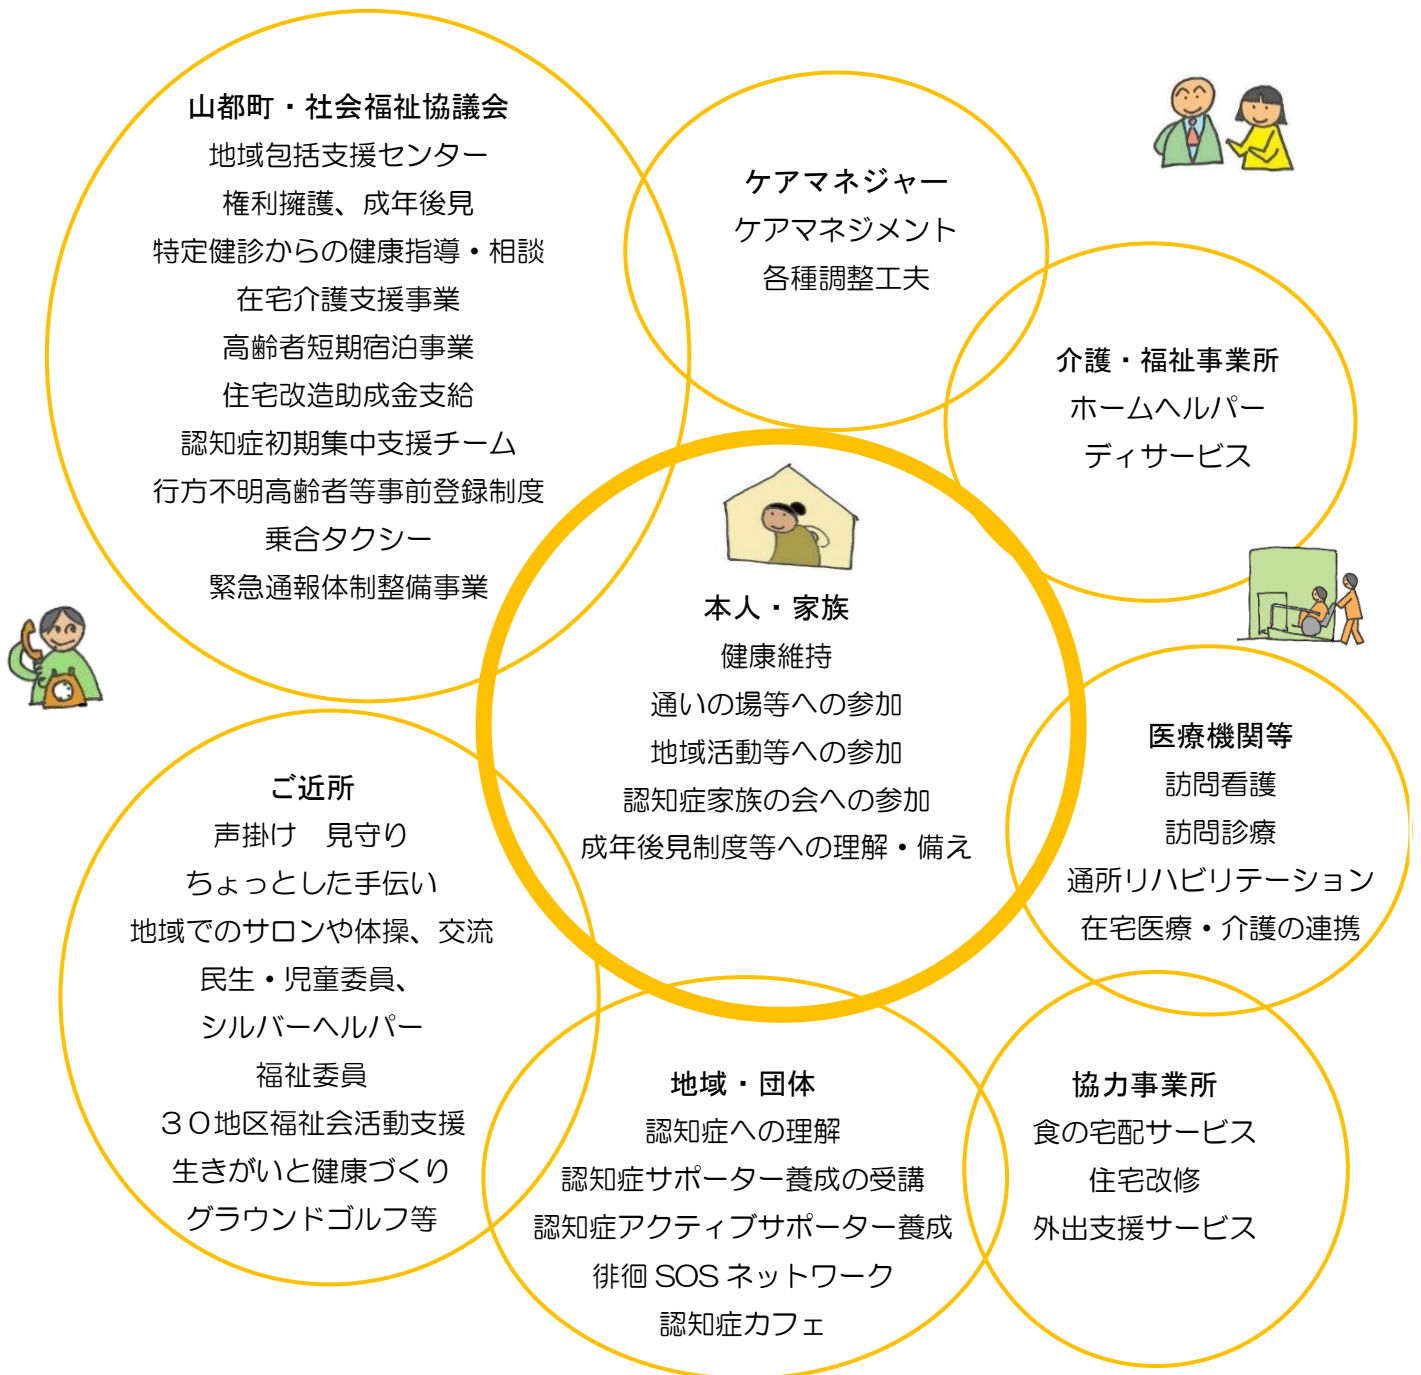 山都町・社会福祉協議会
地域包括支援センター
権利擁護、成年後見
特定健診からの健康指導・相談
在宅介護支援事業
高齢者短期宿泊事業
住宅改造助成金支給
認知症初期集中支援チーム
行方不明高齢者等事前登録制度
乗合タクシー
緊急通報体制整備事業
ケアマネジャー
ケアマネジメント
各種調整工夫
介護・福祉事業所
ホームヘルパー
ディサービス
本人・家族
健康維持
通いの場等への参加
地域活動等への参加
認知症家族の会への参加
成年後見制度等への理解・備え
医療機関等
訪問看護
訪問診療
通所リハビリテーション
在宅医療・介護の連携
ご近所
声掛け　見守り
ちょっとした手伝い
地域でのサロンや体操、交流
民生・児童委員、
シルバーヘルパー
福祉委員
３０地区福祉会活動支援
生きがいと健康づくり
グラウンドゴルフ等
地域・団体
認知症への理解
認知症サポーター養成の受講
認知症アクティブサポーター養成
徘徊 SOS ネットワーク
認知症カフェ
協力事業所
食の宅配サービス
住宅改修
外出支援サービス